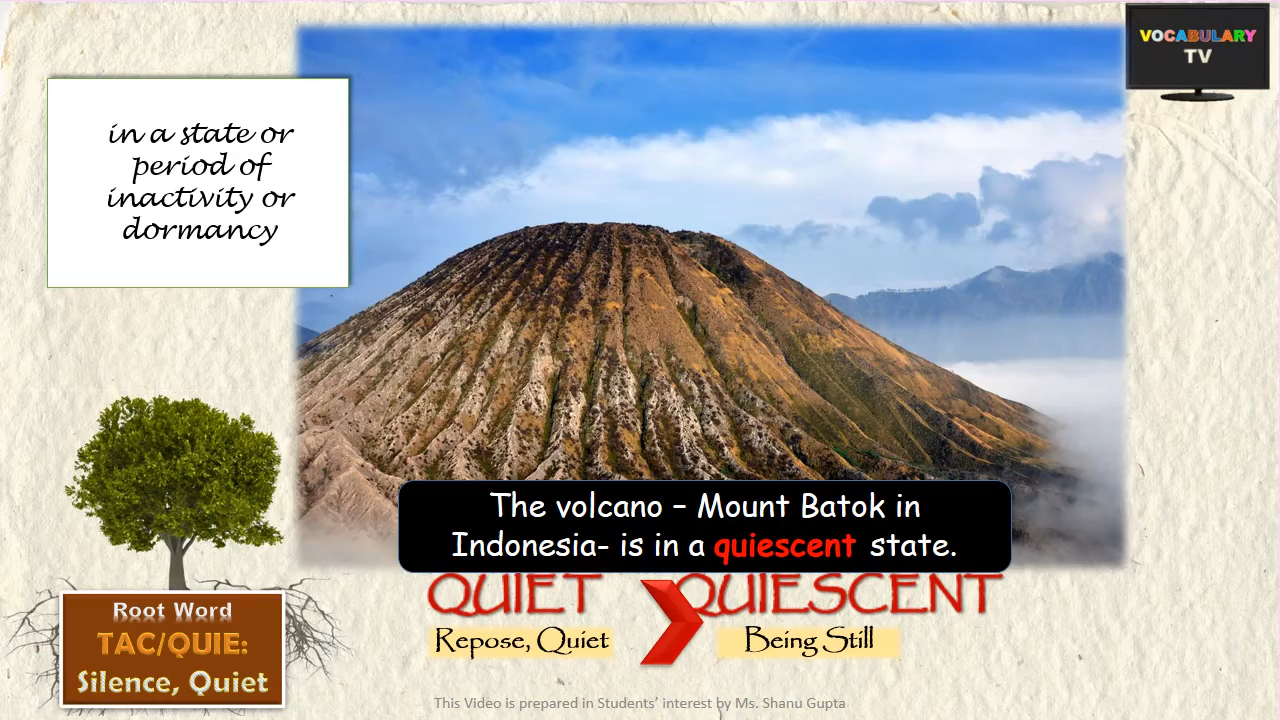 VOCABULARY
TV
in a state or
period of
inactivity or
dormancy
The volcano – Mount Batok in
Indonesia- is in a quiescent state.
QUIET QUIESCENT
Repose, Quiet Being Still
Root Word
TAC/QUIE:
Silence, Quiet
This Video is prepared in Students' interest by Ms. Shanu Gupta